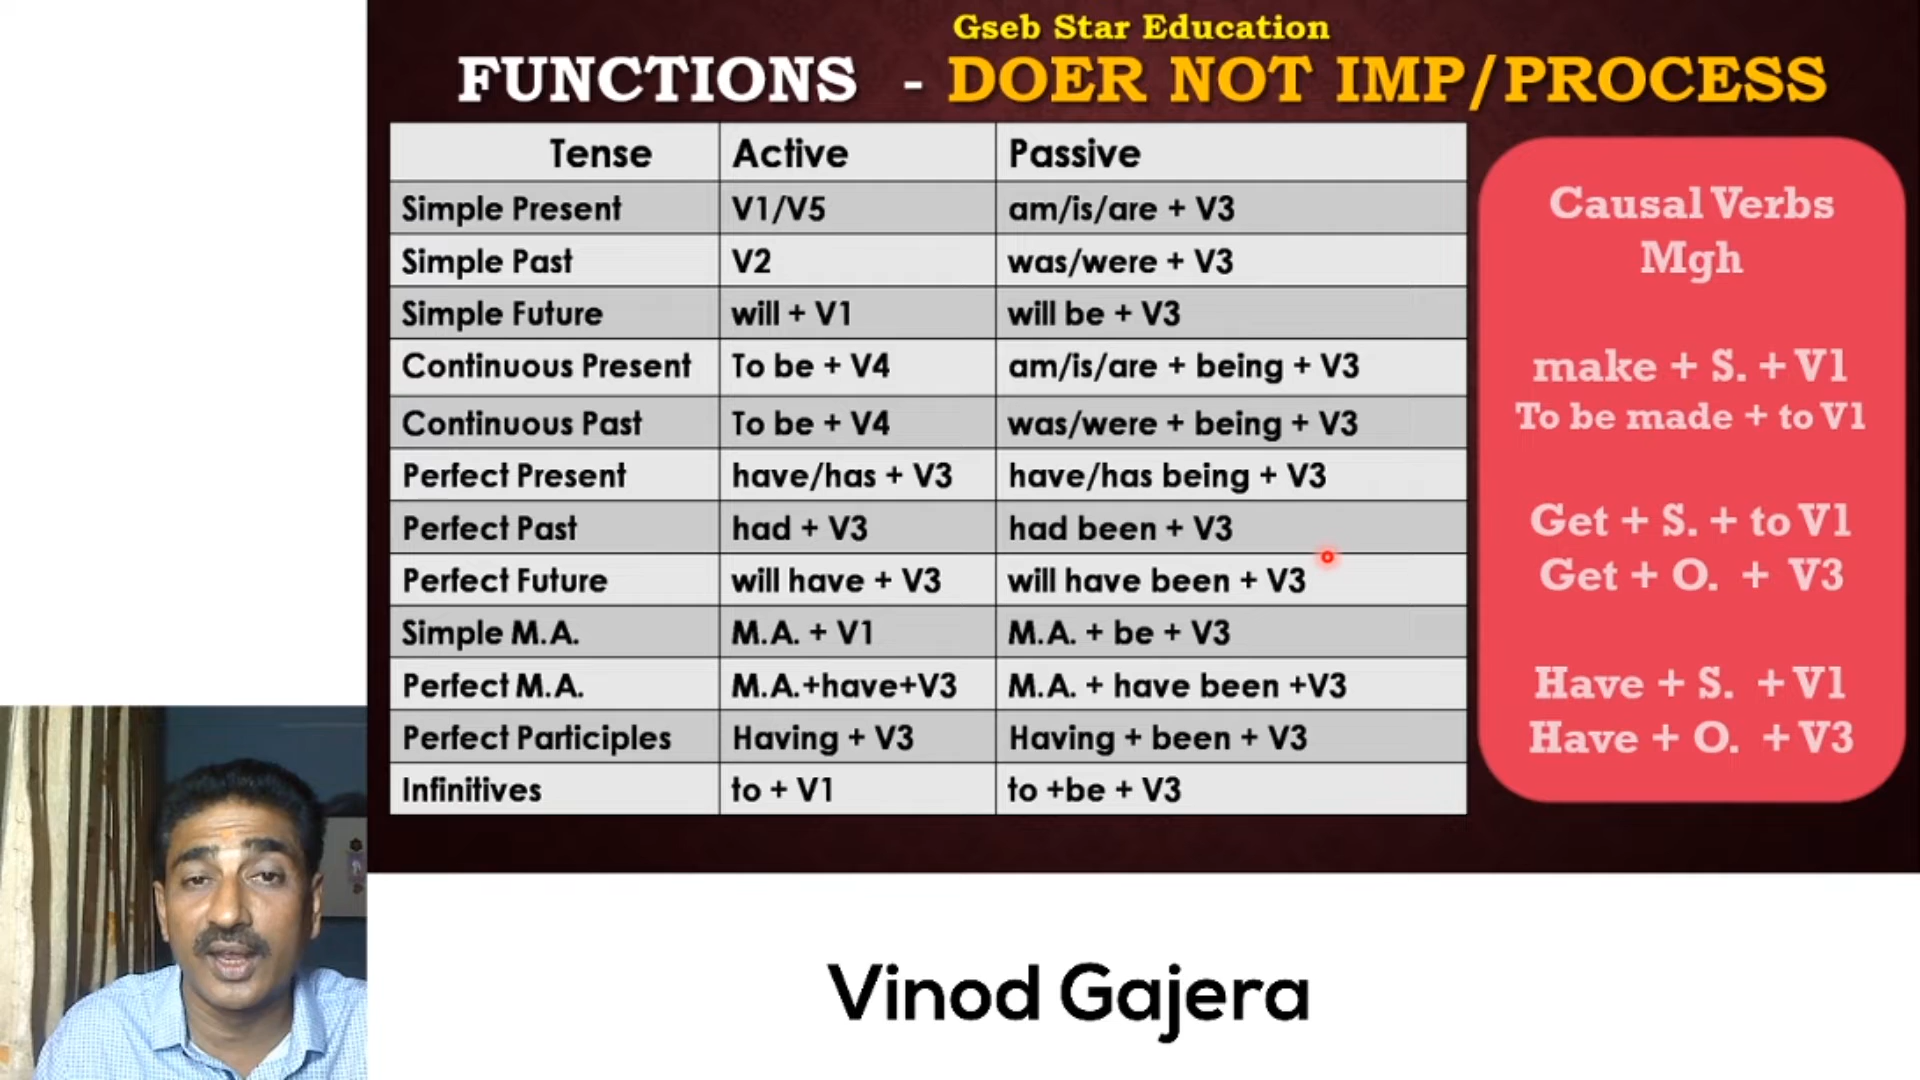 Gseb Star Education
FUNCTIONS - DOER NOT IMP/PROCESS
Tense Active Passive
Simple Present V1/V5 am/is/are + V3
Simple Past V2 was/were + V3
Simple Future will + V1 will be + V3
Continuous Present To be + V4 am/is/are + being + V3
Continuous Past To be + V4 was/were + being + V3
Perfect Present have/has + V3 have/has being + V3
Perfect Past had + V3 had been + V3
Perfect Future will have + V3 will have been + V3
Simple M.A. M.A. + V1 M.A. + be + V3
Perfect M.A. M.A.+have+V3 M.A. + have been +V3
Perfect Participles Having + V3 Having + been + V3
Infinitives to + V1 to +be + V3
Causal Verbs
Mgh
make + S. + V1
To be made + to V1
Get + S. + to V1
Get + O. + V3
Have + S. + V1
Have + O. + V3
Vinod Gajera